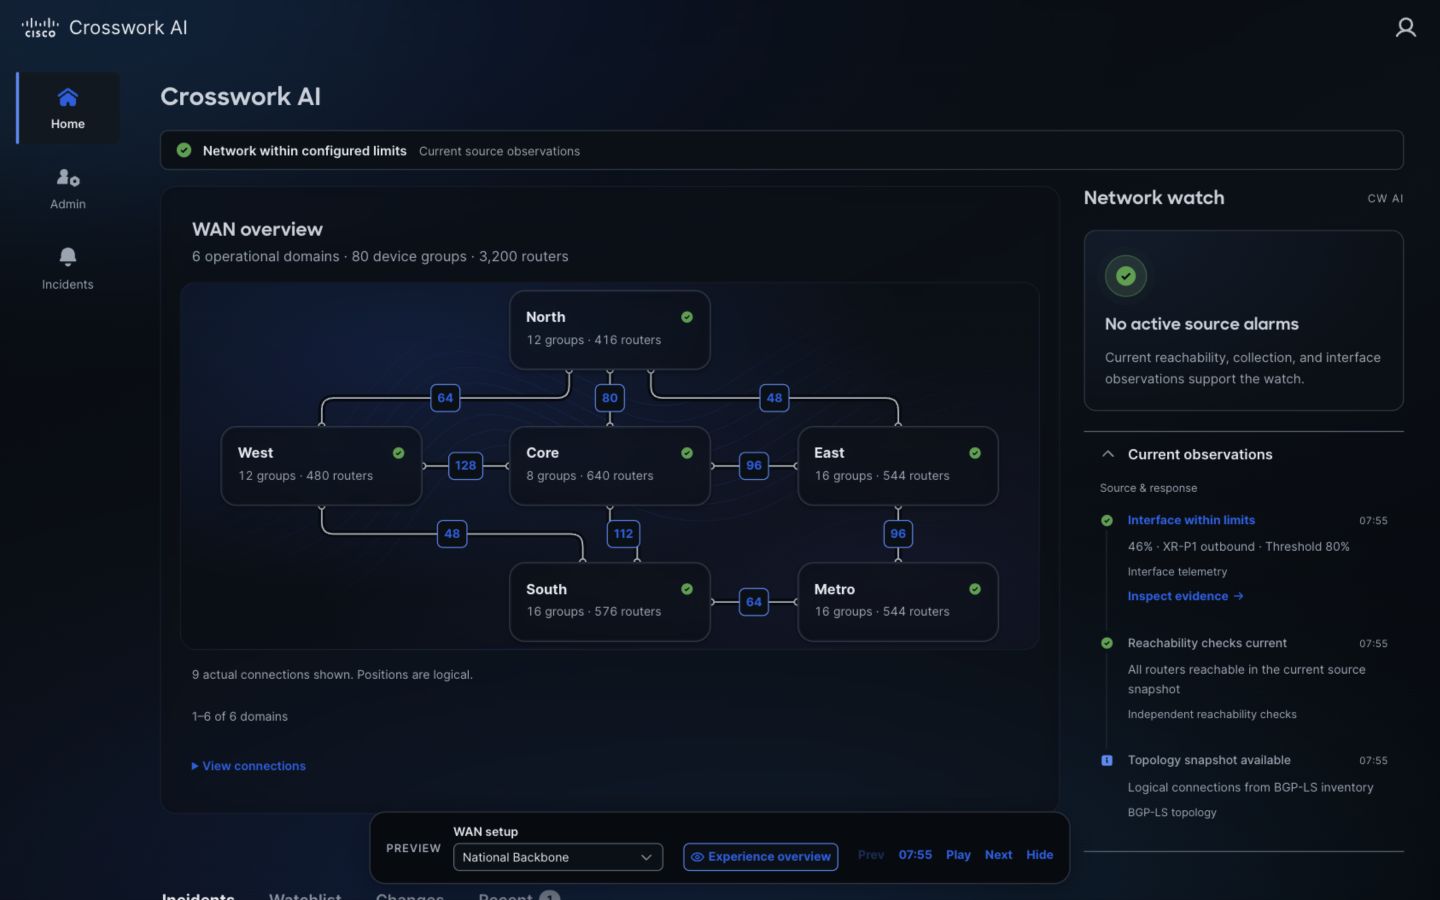 CISCO Crosswork AI
Home
Admin
Incidents
Crosswork AI
Network within configured limits Current source observations
WAN overview
6 operational domains · 80 device groups · 3,200 routers
North
12 groups · 416 routers
64
80
48
West
12 groups · 480 routers
128
Core
8 groups · 640 routers
96
East
16 groups · 544 routers
48
112
96
South
16 groups · 576 routers
64
Metro
16 groups · 544 routers
9 actual connections shown. Positions are logical.
1–6 of 6 domains
View connections
Network watch CW AI
No active source alarms
Current reachability, collection, and interface
observations support the watch.
Current observations
Source & response
Interface within limits 07:55
46% · XR-P1 outbound · Threshold 80%
Interface telemetry
Inspect evidence →
Reachability checks current 07:55
All routers reachable in the current source
snapshot
Independent reachability checks
Topology snapshot available 07:55
Logical connections from BGP-LS inventory
BGP-LS topology
PREVIEW
WAN setup
National Backbone
Experience overview
Prev 07:55 Play Next Hide
Incidents Watchlist Changes Recent 1